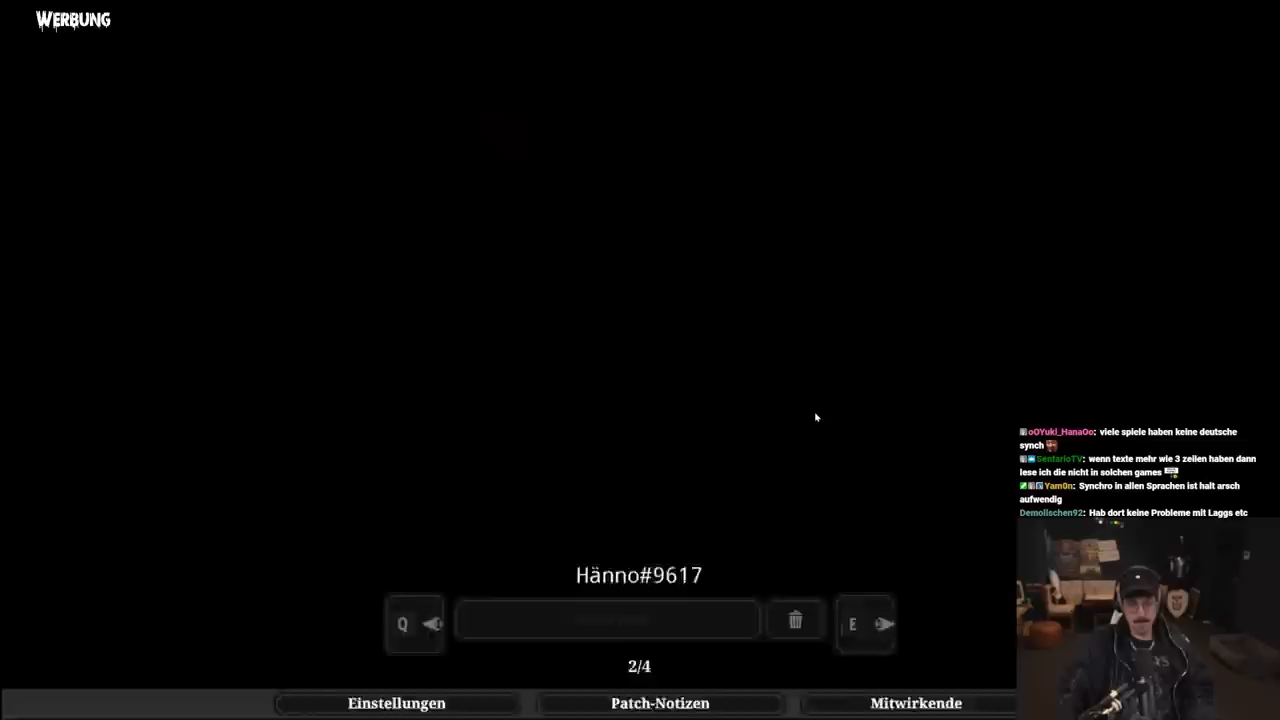 WERBUNG
oOYuki_HanaOo: viele spiele haben keine deutsche
synch
SentarioTV: wenn texte mehr wie 3 zeilen haben dann
lese ich die nicht in solchen games
Yam0n: Synchro in allen Sprachen ist halt arsch
aufwendig
Demolischen92: Hab dort keine Probleme mit Laggs etc
Hänno#9617
Q
E
2/4
Einstellungen
Patch-Notizen
Mitwirkende